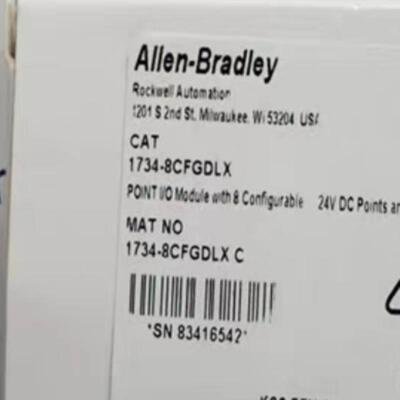 Allen-Bradley
Rockwell Automation
1201 S 2nd St. Milwaukee. Wi 53204 USA
CAT
1734-8CFGDLX
POINT I/O Module with 8 Configurable 24V DC Points
MAT NO
1734-8CFGDLX C
*SN 83416542*